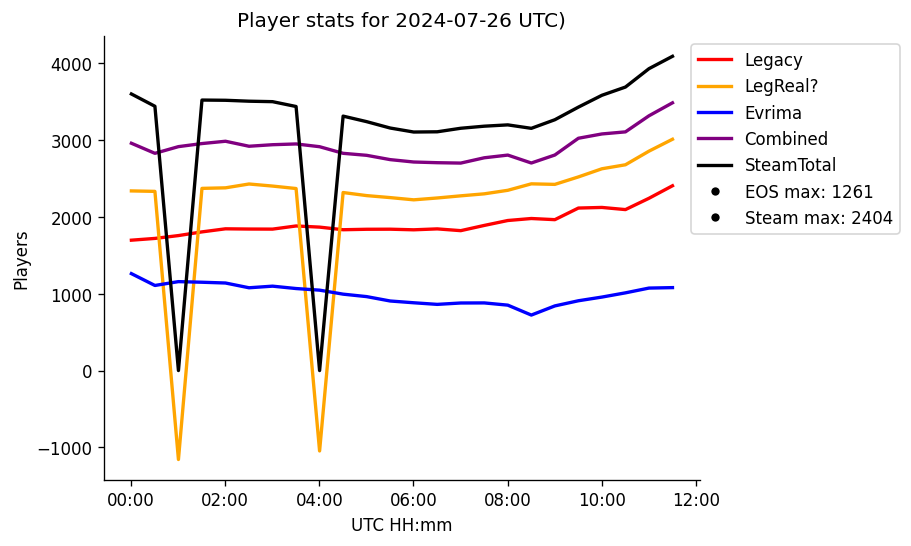 Player stats for 2024-07-26 UTC)
4000
3000
2000
1000
0
−1000
Players
00:00 02:00 04:00 06:00 08:00 10:00 12:00
UTC HH:mm
Legacy
LegReal?
Evrima
Combined
SteamTotal
EOS max: 1261
Steam max: 2404